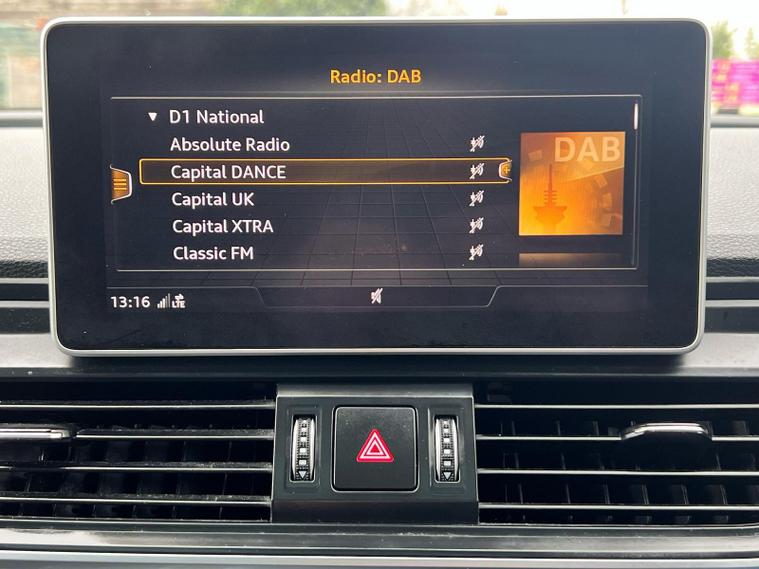 Radio: DAB
D1 National
Absolute Radio
Capital DANCE
Capital UK
Capital XTRA
Classic FM
DAB
13:16 LTE